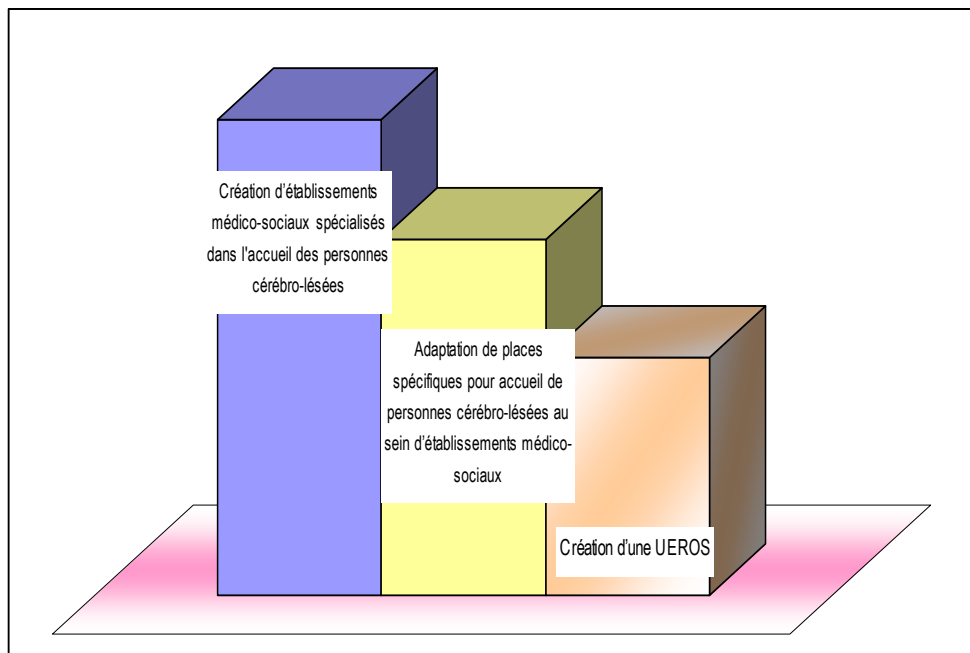 Création d’établissements
médico-sociaux spécialisés
dans l'accueil des personnes
cérébro-lésées
Adaptation de places
spécifiques pour accueil de
personnes cérébro-lésées au
sein d’établissements médico-
sociaux
Création d’une UEROS